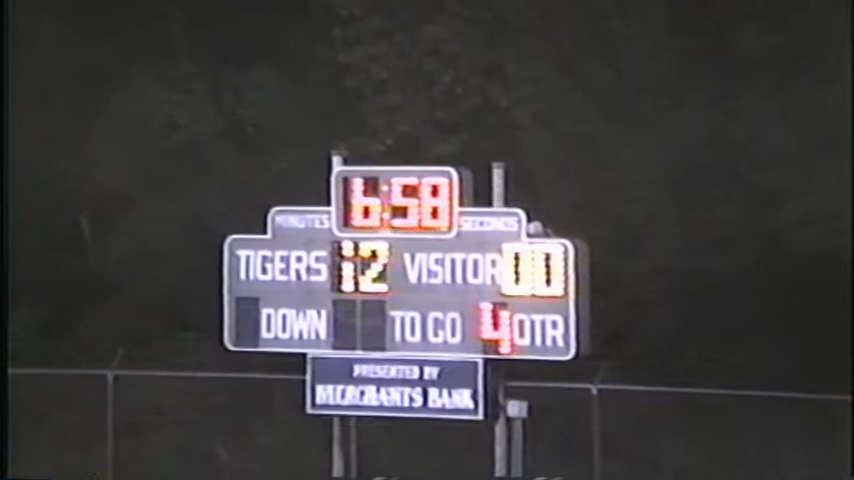 6:58
MINUTES SECONDS
TIGERS 12 VISITOR 00
DOWN TO GO 4 QTR
PRESENTED BY
MERCHANTS BANK